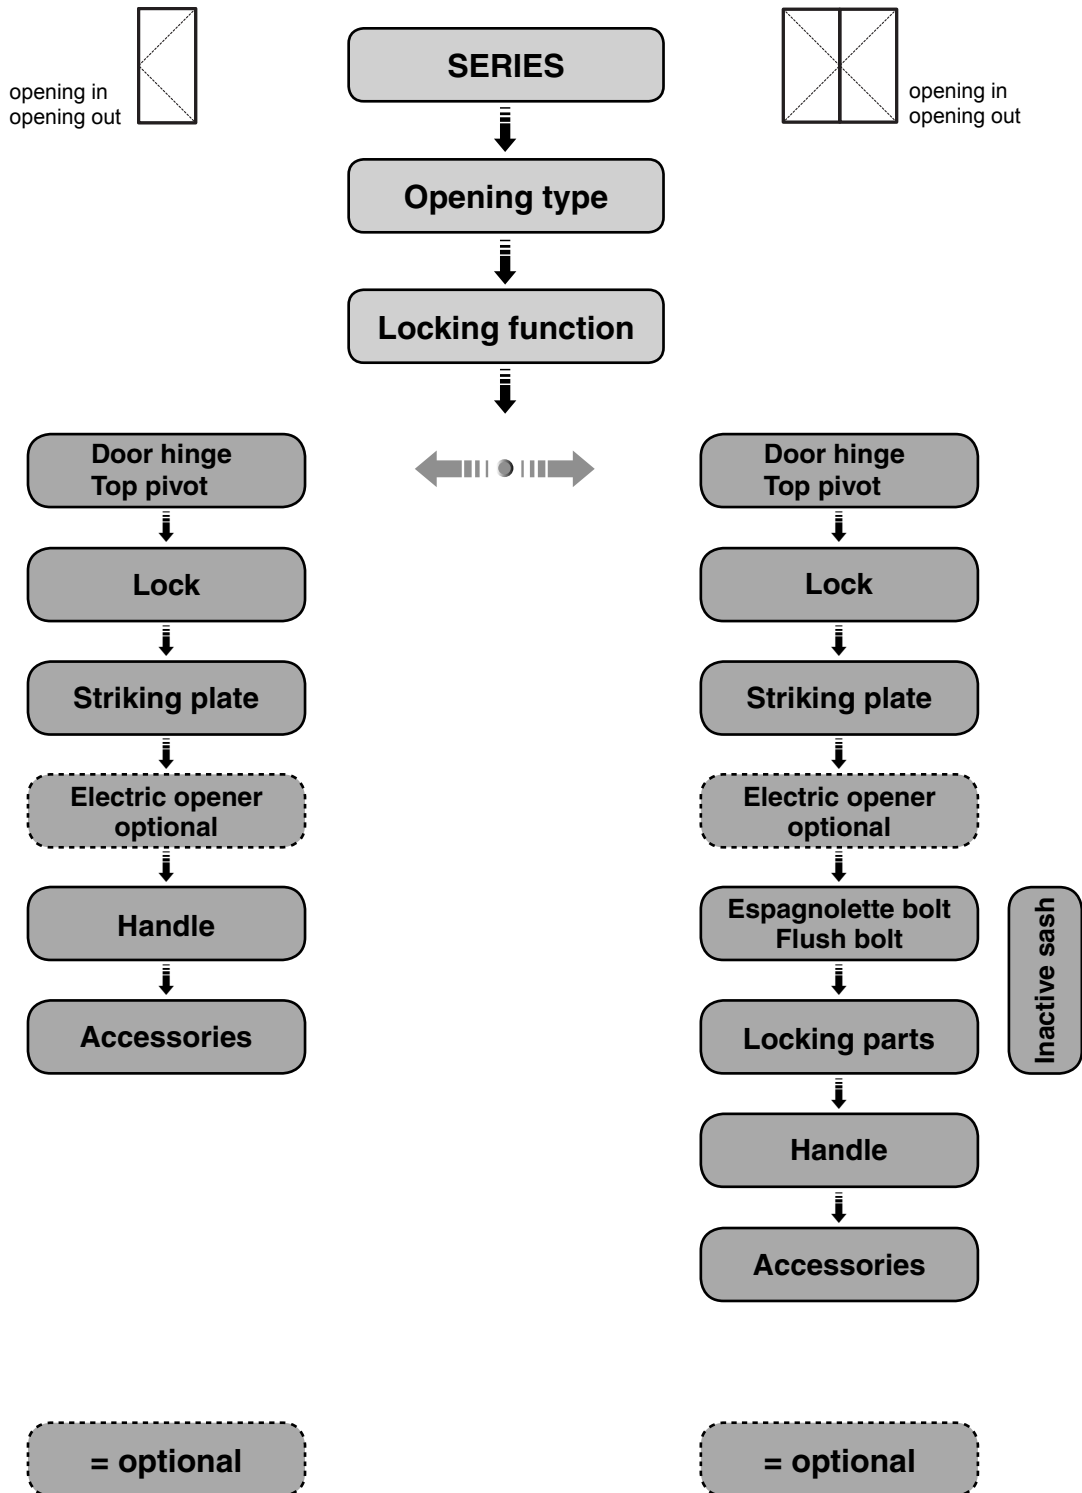 opening in
opening out
SERIES
opening in
opening out
Opening type
Locking function
Door hinge
Top pivot
Lock
Striking plate
Electric opener
optional
Handle
Accessories
Door hinge
Top pivot
Lock
Striking plate
Electric opener
optional
Espagnolette bolt
Flush bolt
Locking parts
Inactive sash
Handle
Accessories
= optional
= optional